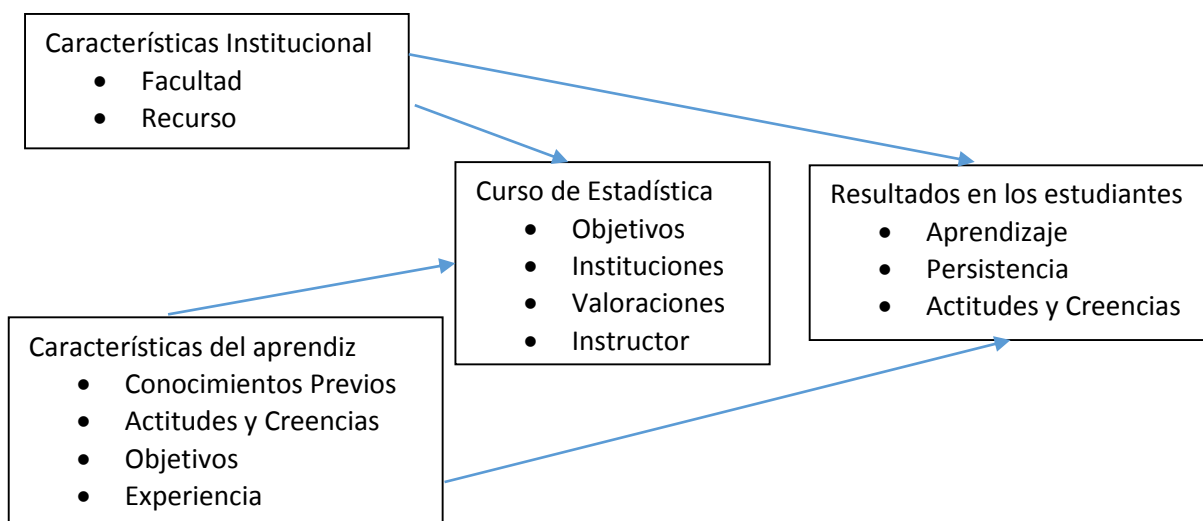 Características Institucional
• Facultad
• Recurso
Curso de Estadística
• Objetivos
• Instituciones
• Valoraciones
• Instructor
Resultados en los estudiantes
• Aprendizaje
• Persistencia
• Actitudes y Creencias
Características del aprendiz
• Conocimientos Previos
• Actitudes y Creencias
• Objetivos
• Experiencia